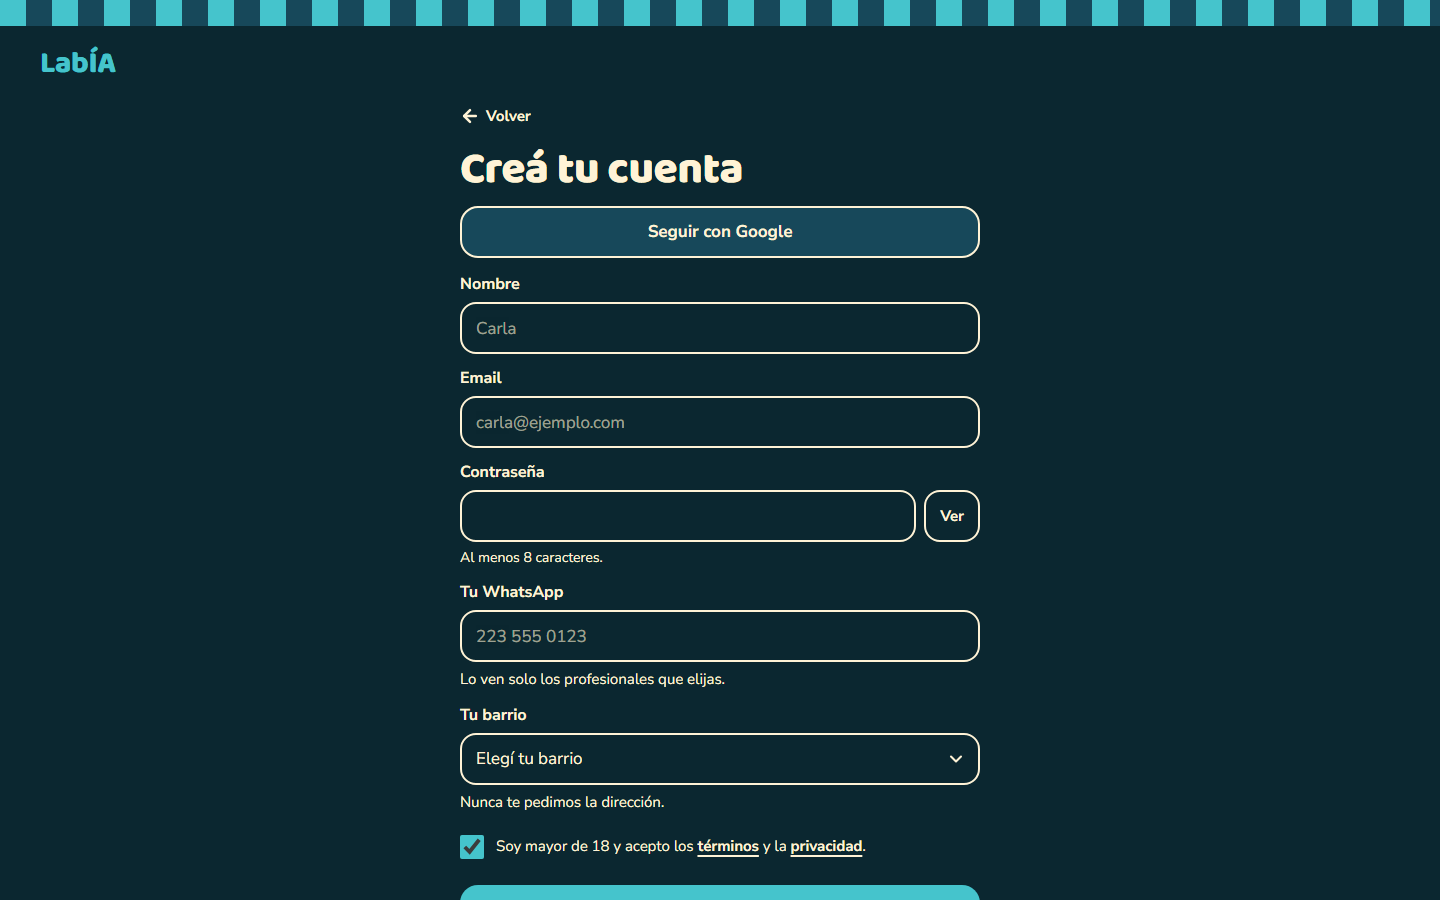 LabÍA
Volver
Creá tu cuenta
Seguir con Google
Nombre
Carla
Email
carla@ejemplo.com
Contraseña
Ver
Al menos 8 caracteres.
Tu WhatsApp
223 555 0123
Lo ven solo los profesionales que elijas.
Tu barrio
Elegí tu barrio
Nunca te pedimos la dirección.
Soy mayor de 18 y acepto los términos y la privacidad.